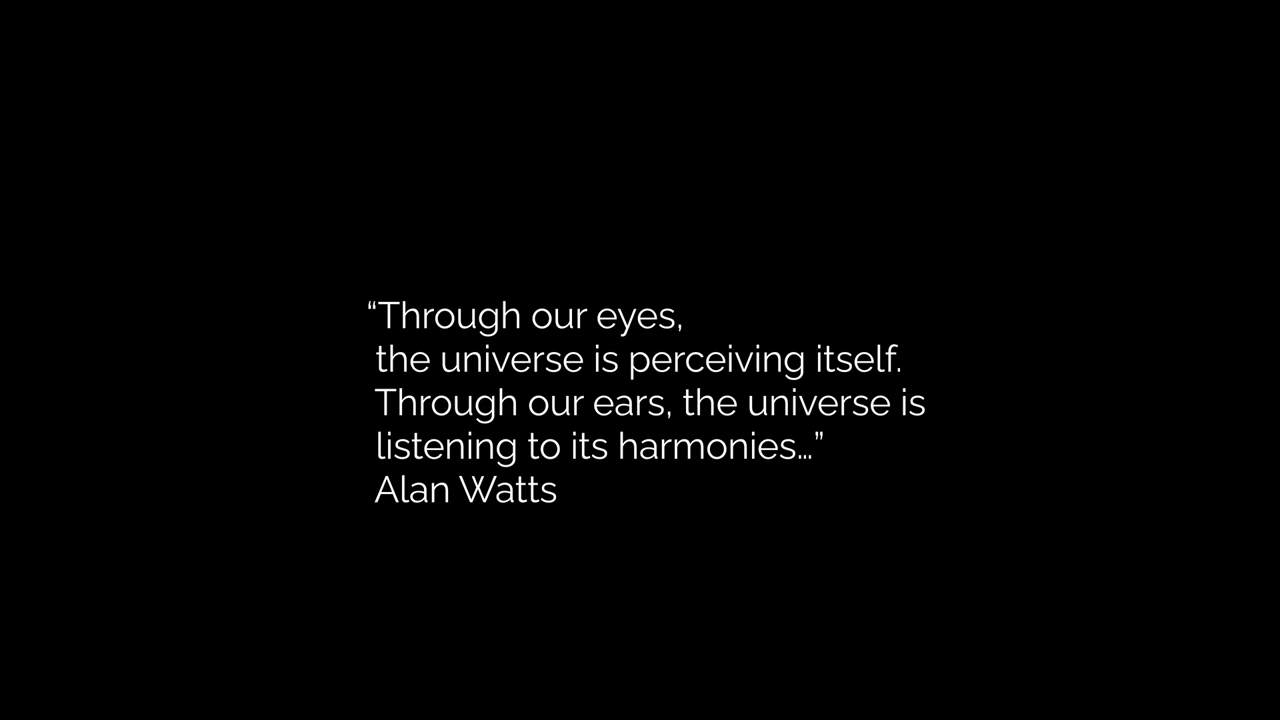 “Through our eyes,
the universe is perceiving itself.
Through our ears, the universe is
listening to its harmonies...”
Alan Watts